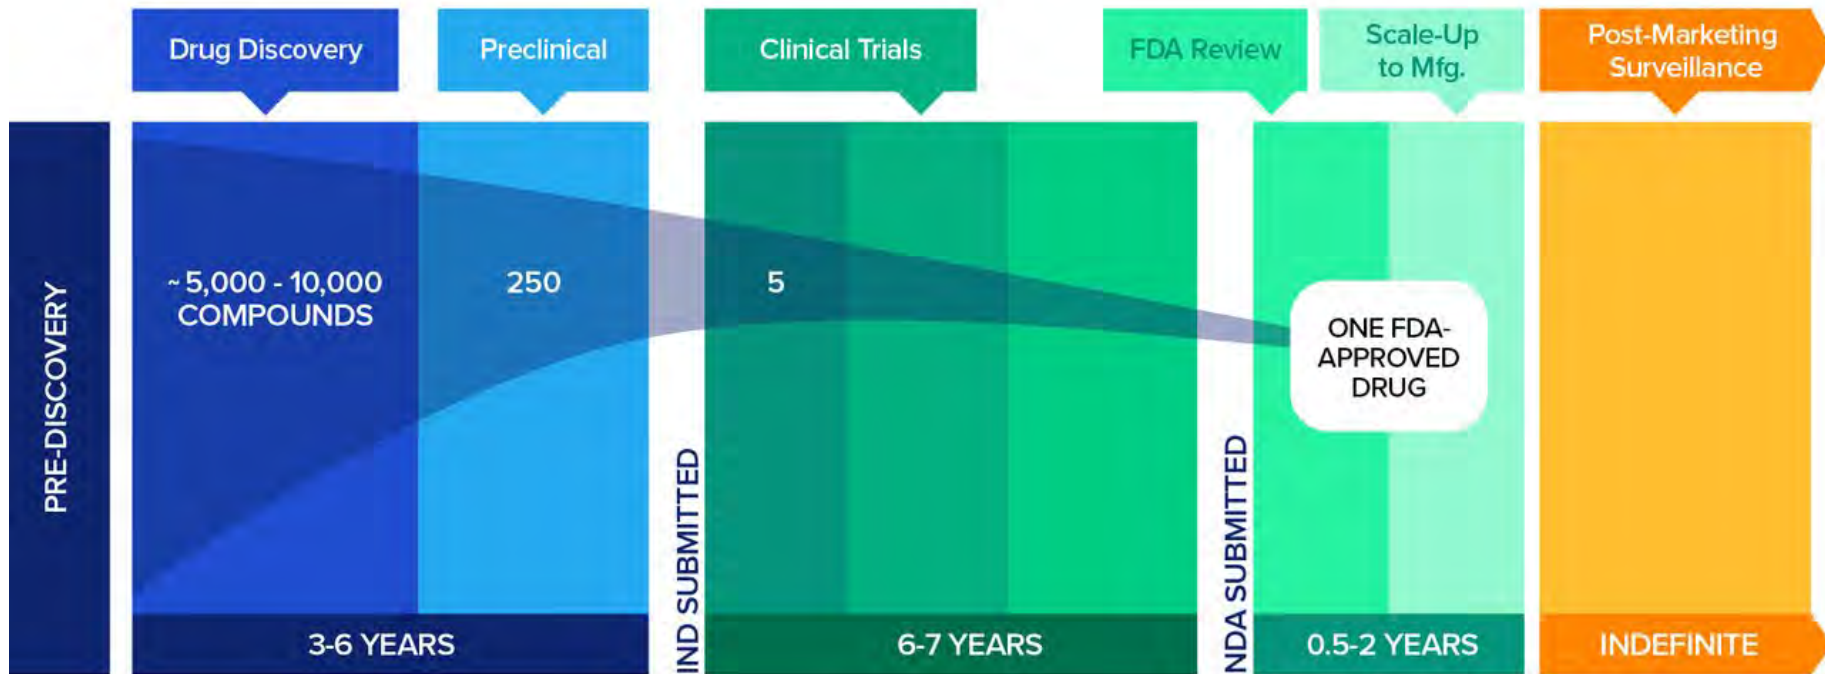 Drug Discovery
Preclinical
Clinical Trials
FDA Review
Scale-Up
to Mfg.
Post-Marketing
Surveillance
PRE-DISCOVERY
~ 5,000 - 10,000
COMPOUNDS
250
IND SUBMITTED
5
NDA SUBMITTED
ONE FDA-
APPROVED
DRUG
3-6 YEARS
6-7 YEARS
0.5-2 YEARS
INDEFINITE